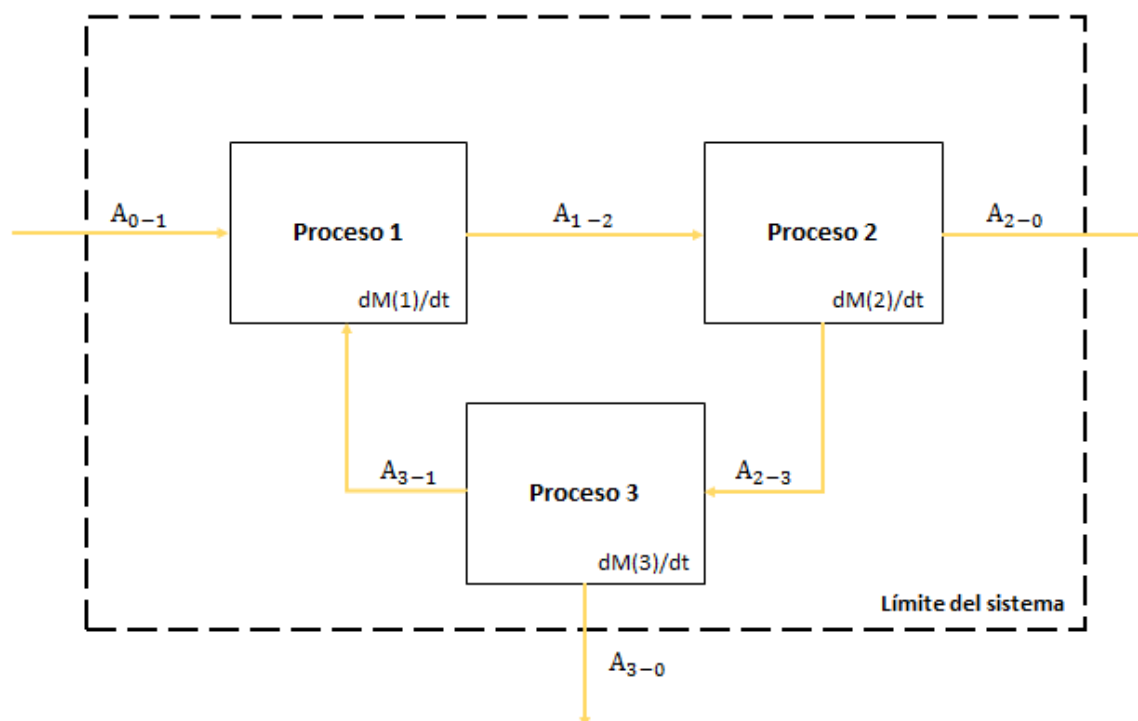 A₀₋₁
Proceso 1
dM(1)/dt
A₁₋₂
Proceso 2
dM(2)/dt
A₂₋₀
A₃₋₁
Proceso 3
dM(3)/dt
A₂₋₃
Límite del sistema
A₃₋₀